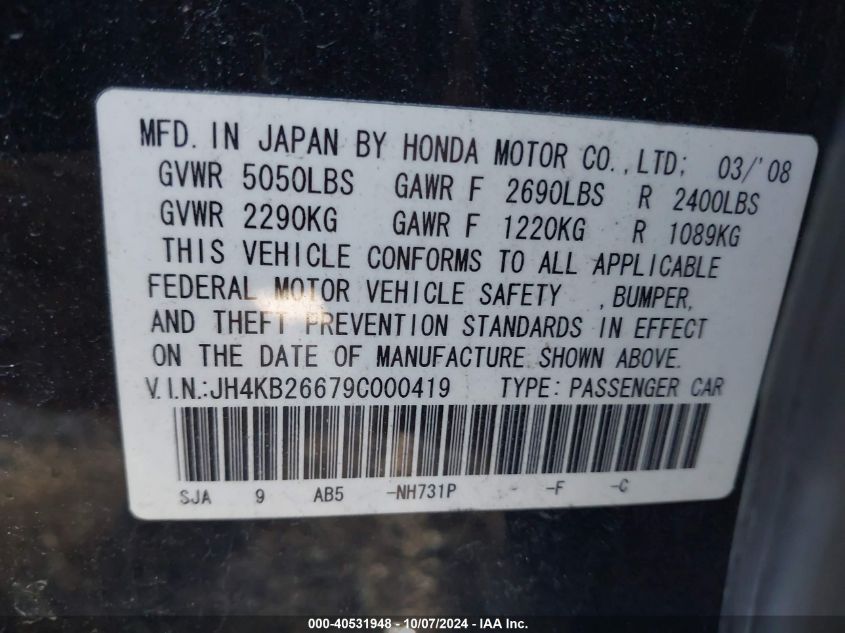 MFD. IN JAPAN BY HONDA MOTOR CO.,LTD; 03/'08
GVWR 5050LBS GAWR F 2690LBS R 2400LBS
GVWR 2290KG GAWR F 1220KG R 1089KG
THIS VEHICLE CONFORMS TO ALL APPLICABLE
FEDERAL MOTOR VEHICLE SAFETY , BUMPER,
AND THEFT PREVENTION STANDARDS IN EFFECT
ON THE DATE OF MANUFACTURE SHOWN ABOVE.
V.I.N.:JH4KB26679C000419 TYPE: PASSENGER CAR
SJA 9 AB5 -NH731P - -F -C
000-40531948 - 10/07/2024 - IAA Inc.